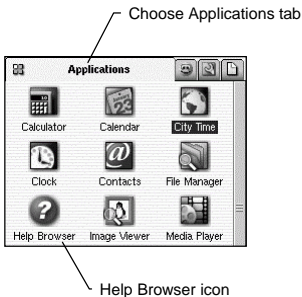 Choose Applications tab
Applications
Calculator Calendar City Time
Clock Contacts File Manager
Help Browser Image Viewer Media Player
Help Browser icon